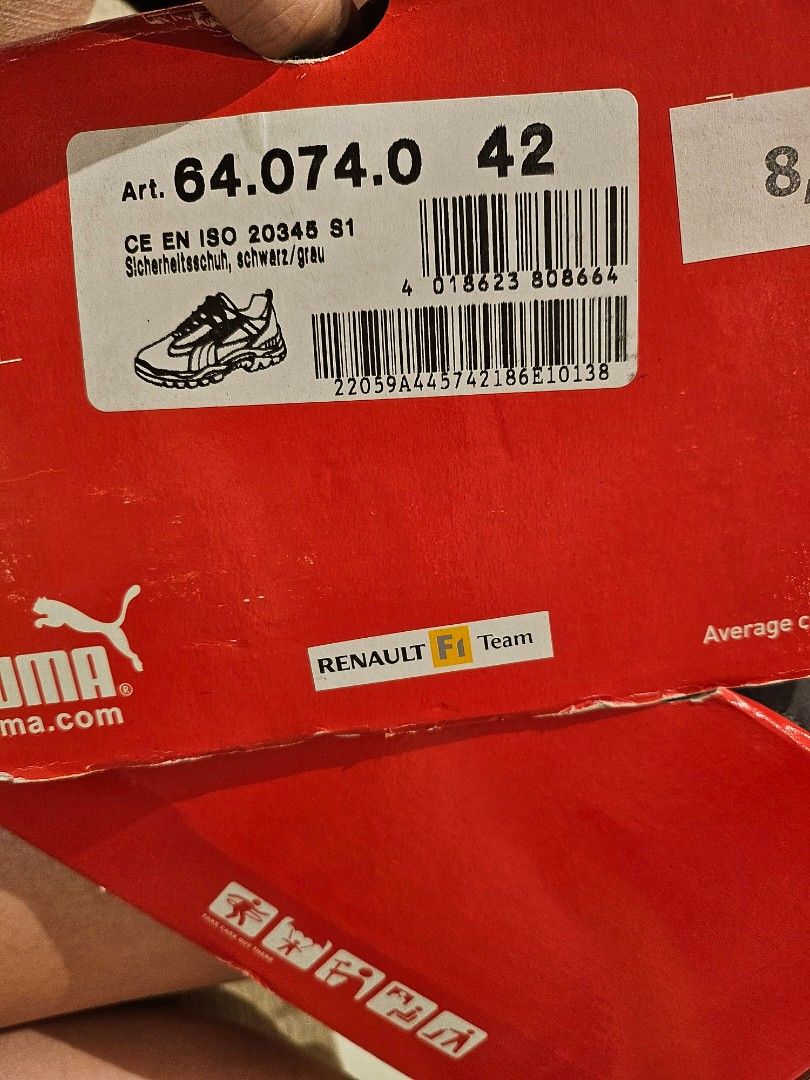 Art. 64.074.0 42
8,
CE EN ISO 20345 S1
Sicherheitsschuh, schwarz/grau
4 018623 808664
22059A445742186E10138
UMA®
ma.com
RENAULT F1 Team
Average c